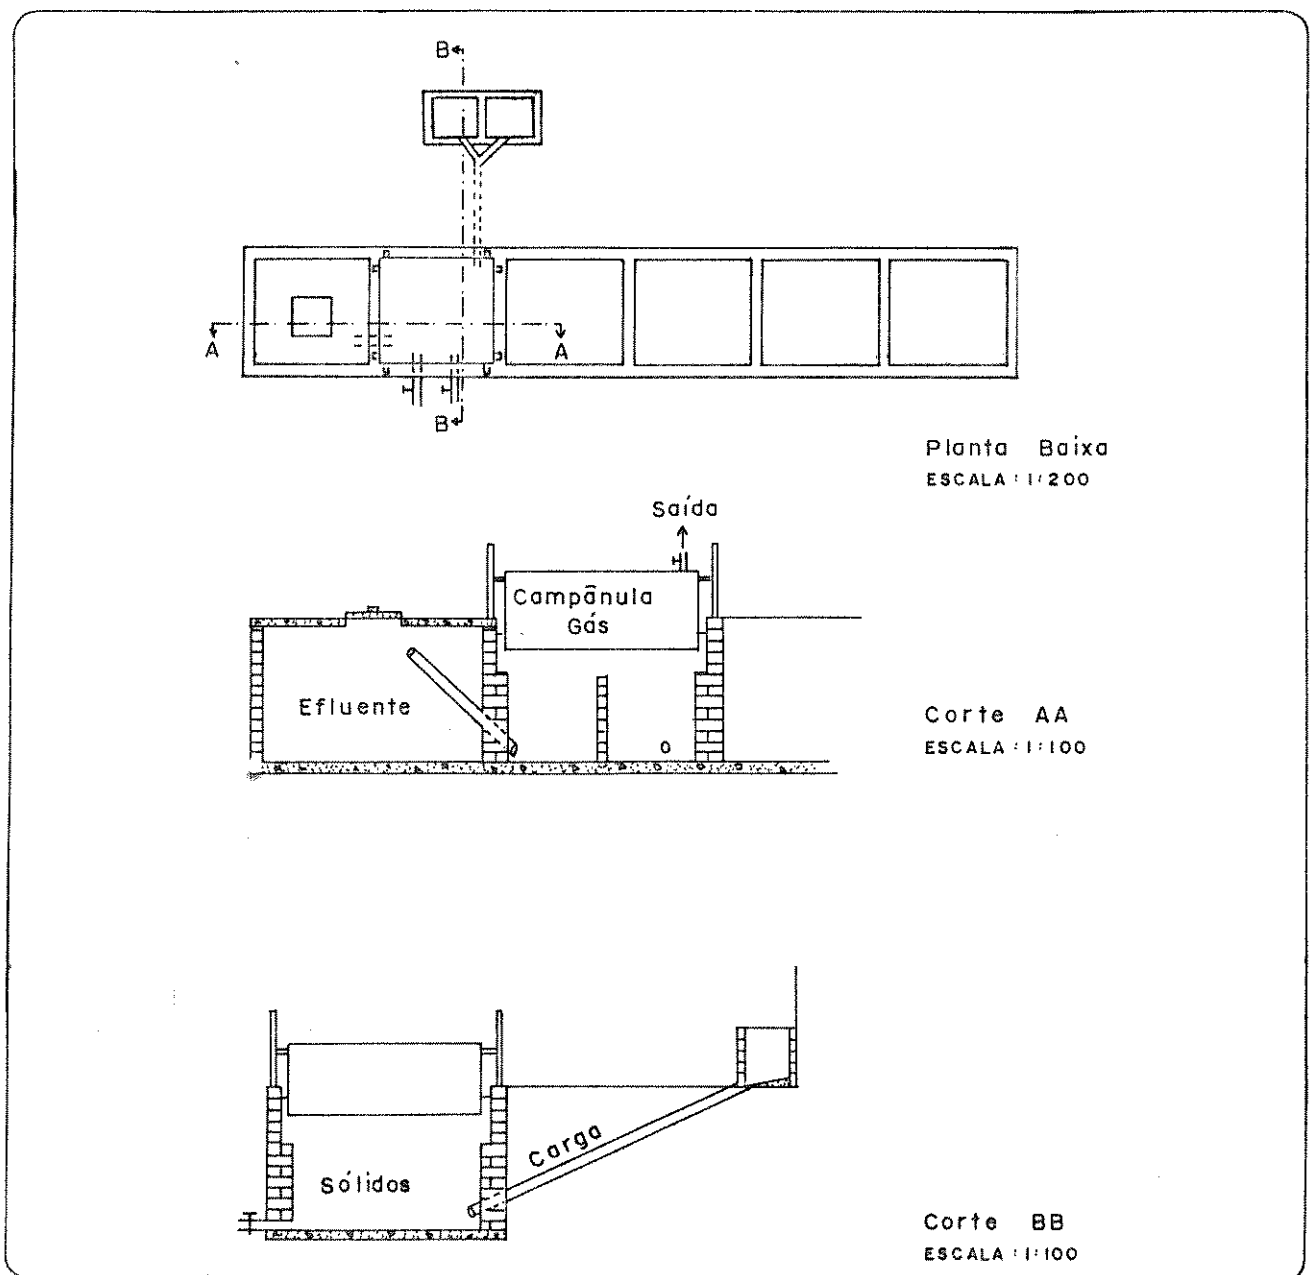 B
A
A
B
Planta Baixa
ESCALA : 1:200
Saída
Campânula
Gás
Efluente
Corte AA
ESCALA : 1:100
Carga
Sólidos
Corte BB
ESCALA : 1:100